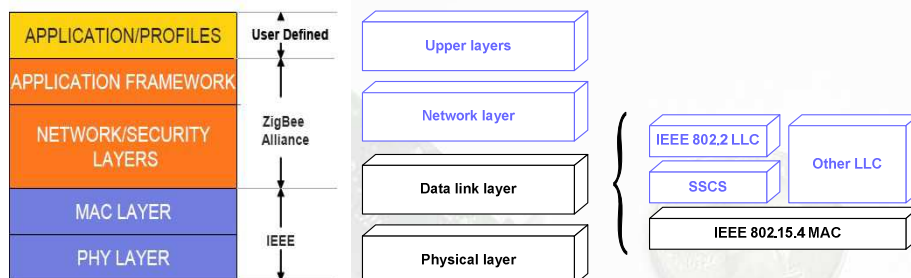 APPLICATION/PROFILES
User Defined
APPLICATION FRAMEWORK
ZigBee
Alliance
NETWORK/SECURITY
LAYERS
MAC LAYER
IEEE
PHY LAYER
Upper layers
Network layer
Data link layer
Physical layer
IEEE 802.2 LLC
SSCS
Other LLC
IEEE 802.15.4 MAC